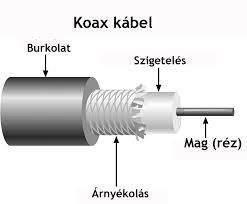 Koax kábel
Burkolat
Szigetelés
Mag (réz)
Árnyékolás